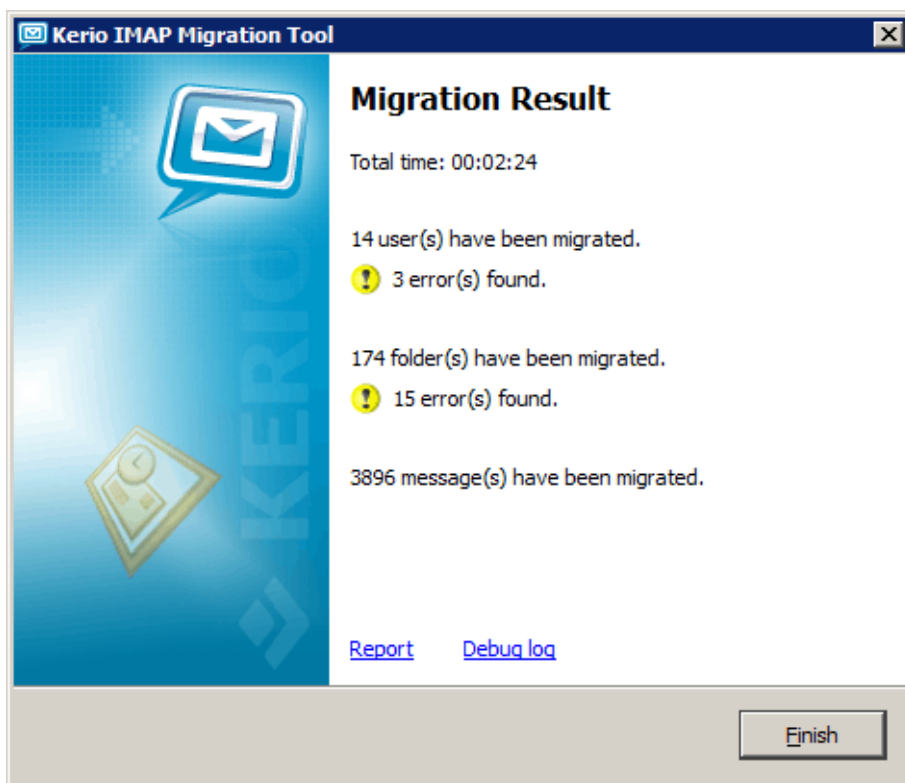 Kerio IMAP Migration Tool
Migration Result
Total time: 00:02:24
14 user(s) have been migrated.
3 error(s) found.
174 folder(s) have been migrated.
15 error(s) found.
3896 message(s) have been migrated.
KERIO
Report Debug log
Finish